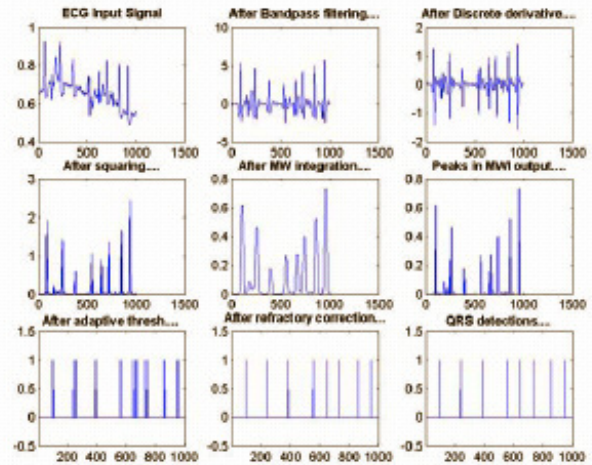 ECG Input Signal
After Bandpass filtering....
After Discrete derivative....
1
0.8
0.6
0.4
0 500 1000 1500
10
5
0
-5
0 500 1000 1500
2
1
0
-1
-2
0 500 1000 1500
After squaring....
After MW integration....
Peaks in MWI output....
3
2
1
0
0 500 1000 1500
0.8
0.6
0.4
0.2
0
0 500 1000 1500
0.8
0.6
0.4
0.2
0
0 500 1000 1500
After adaptive thresh....
After refractory correction....
QRS detections....
1.5
1
0.5
0
-0.5
200 400 600 800 1000
1.5
1
0.5
0
-0.5
200 400 600 800 1000
1.5
1
0.5
0
-0.5
200 400 600 800 1000